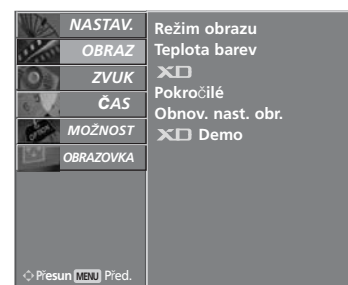 NASTAV.
OBRAZ
ZVUK
ČAS
MOŽNOST
OBRAZOVKA
Přesun MENU Před.
Režim obrazu
Teplota barev
XD
Pokročilé
Obnov. nast. obr.
XD Demo